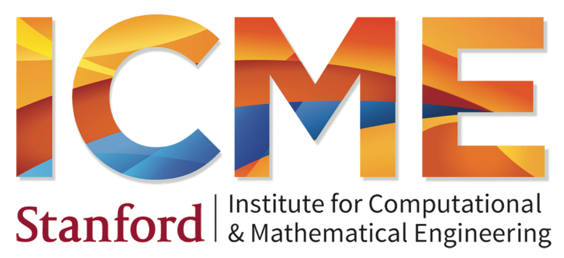 ICME
Stanford
Institute for Computational
& Mathematical Engineering